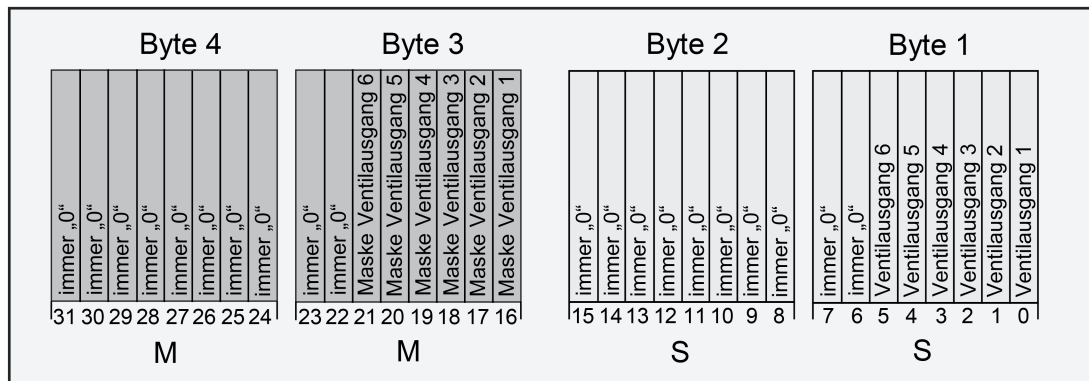 Byte 4 Byte 3 Byte 2 Byte 1
immer „0“ immer „0“ immer „0“ immer „0“ immer „0“ immer „0“ immer „0“ immer „0“ immer „0“ immer „0“ Maske Ventilausgang 6 Maske Ventilausgang 5 Maske Ventilausgang 4 Maske Ventilausgang 3 Maske Ventilausgang 2 Maske Ventilausgang 1 immer „0“ immer „0“ immer „0“ immer „0“ immer „0“ immer „0“ immer „0“ immer „0“ immer „0“ immer „0“ Ventilausgang 6 Ventilausgang 5 Ventilausgang 4 Ventilausgang 3 Ventilausgang 2 Ventilausgang 1
31 30 29 28 27 26 25 24 23 22 21 20 19 18 17 16 15 14 13 12 11 10 9 8 7 6 5 4 3 2 1 0
M M S S